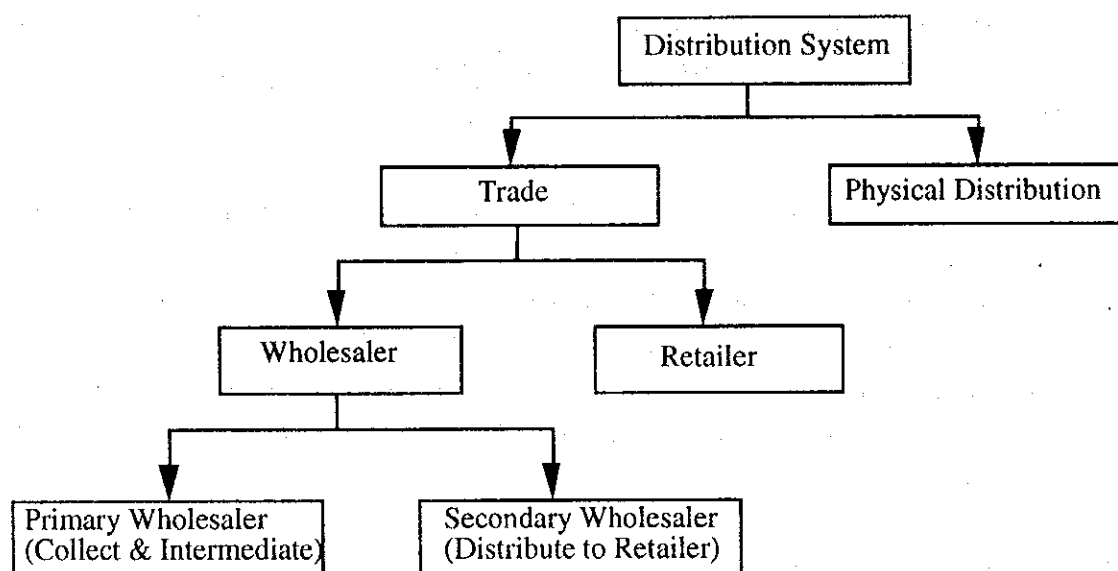 Distribution System
Trade
Physical Distribution
Wholesaler
Retailer
Primary Wholesaler
(Collect & Intermediate)
Secondary Wholesaler
(Distribute to Retailer)